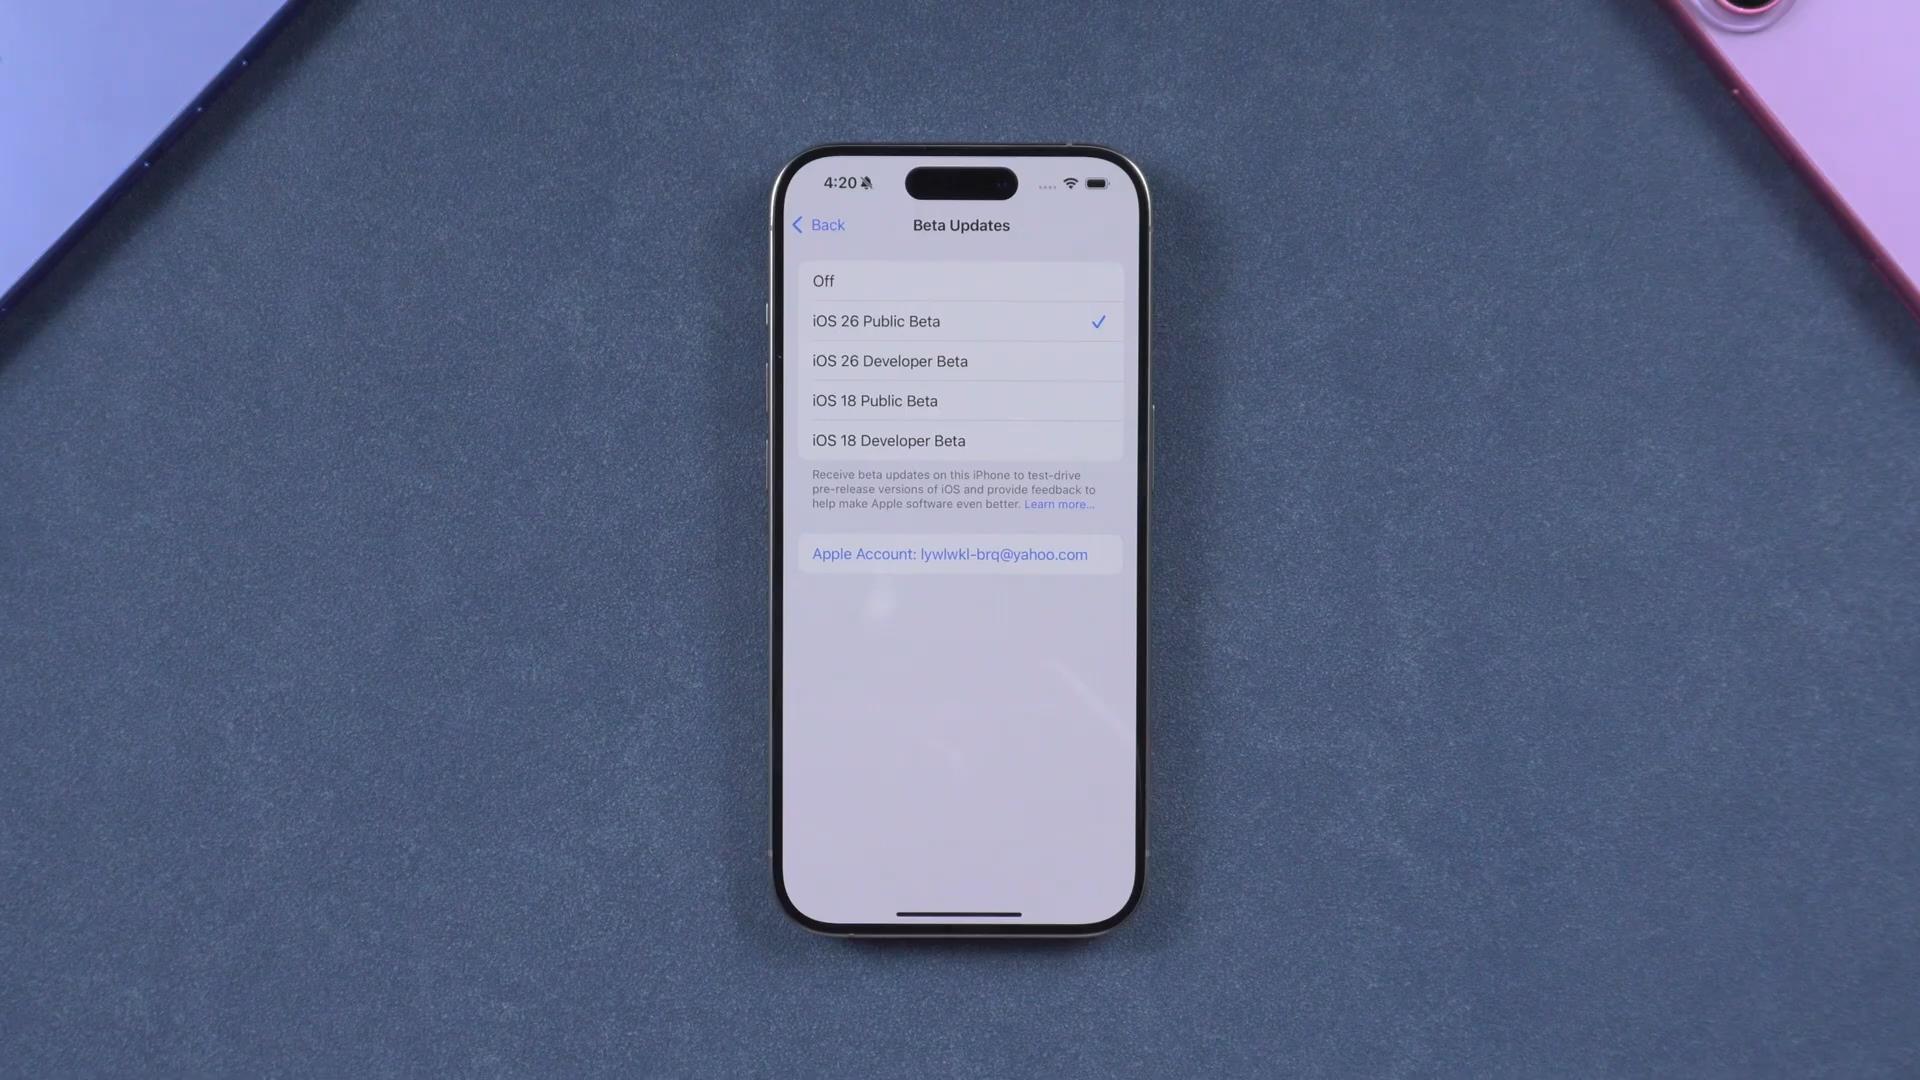 4:20
Back
Beta Updates
Off
iOS 26 Public Beta
iOS 26 Developer Beta
iOS 18 Public Beta
iOS 18 Developer Beta
Receive beta updates on this iPhone to test-drive
pre-release versions of iOS and provide feedback to
help make Apple software even better. Learn more...
Apple Account: lywlwkl-brq@yahoo.com